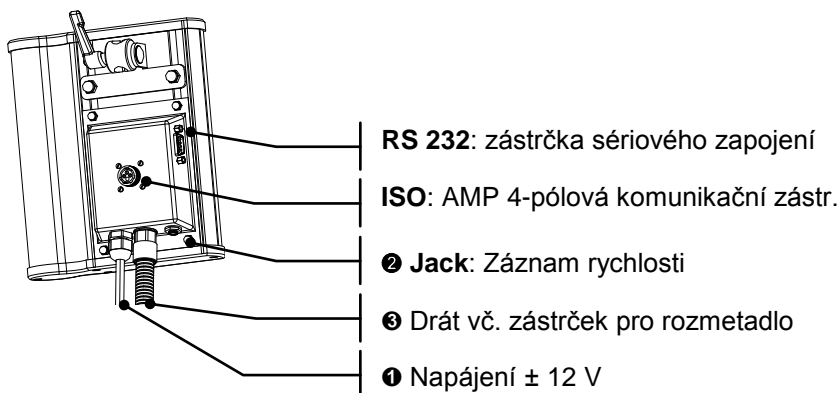 RS 232: zástrčka sériového zapojení
ISO: AMP 4-pólová komunikační zástr.
❷ Jack: Záznam rychlosti
❸ Drát vč. zástrček pro rozmetadlo
❶ Napájení ± 12 V